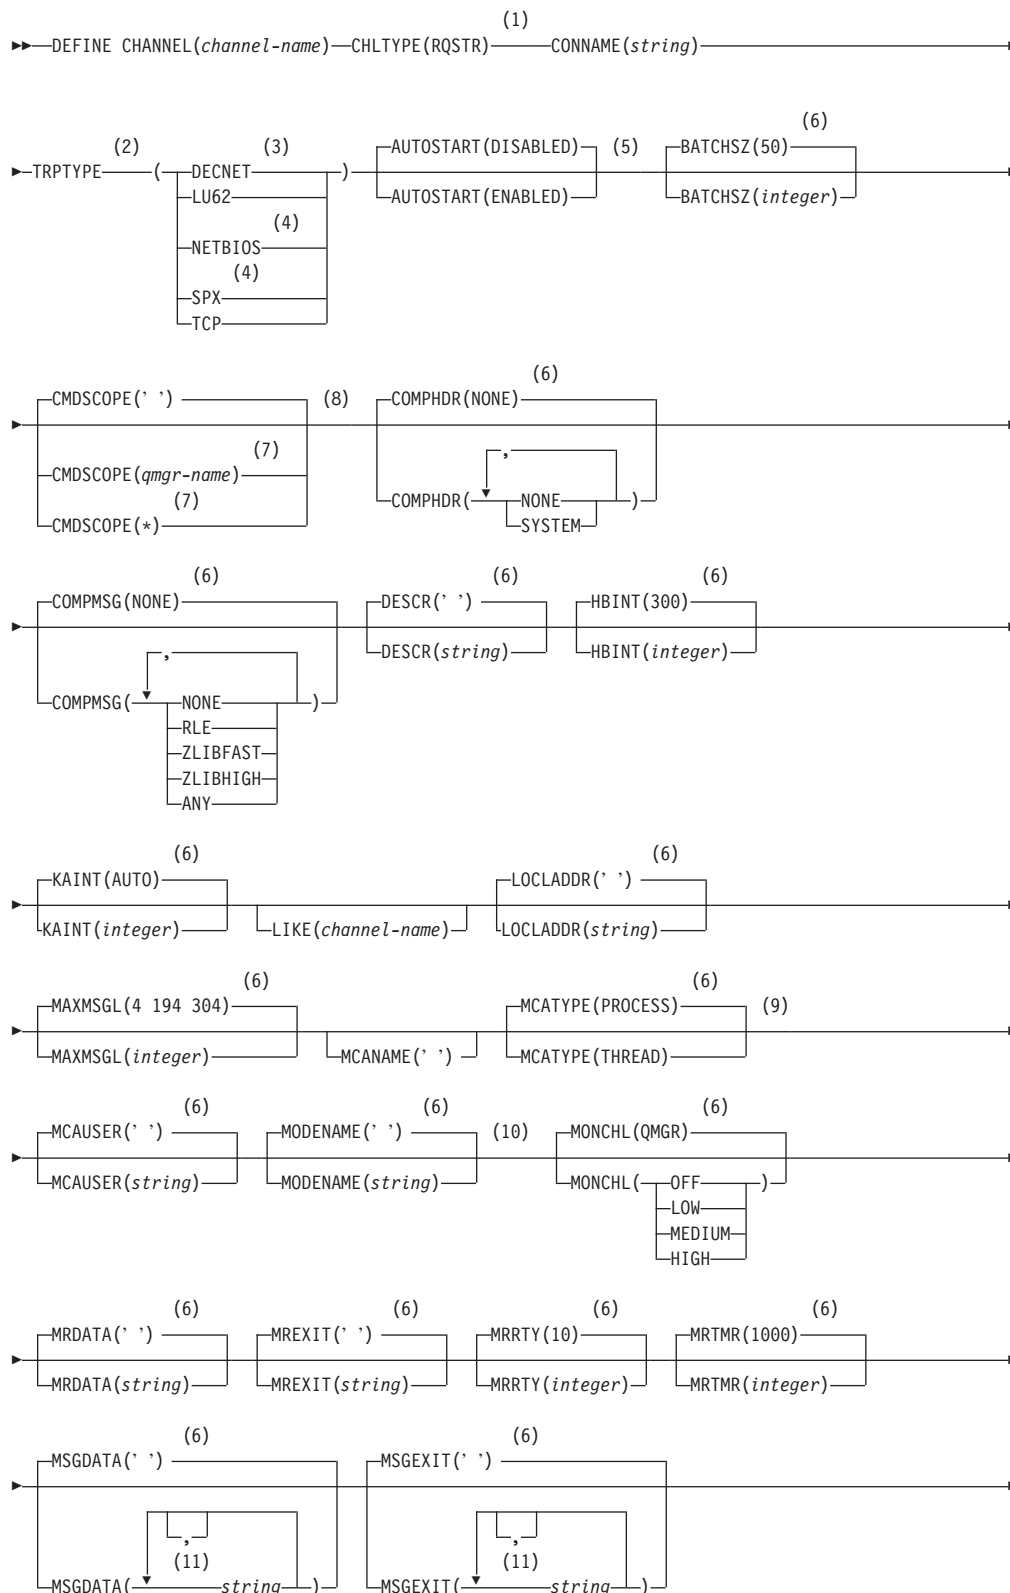 (1)
DEFINE CHANNEL(channel-name) CHLTYPE(RQSTR) CONNAME(string)
(2) (3) (5) (6)
AUTOSTART(DISABLED) BATCHSZ(50)
TRPTYPE ( DECNET ) AUTOSTART(ENABLED) BATCHSZ(integer)
LU62
(4)
NETBIOS
(4)
SPX
TCP
(6)
CMDSCOPE(’ ’) (8) COMPHDR(NONE)
(7) ,
CMDSCOPE(qmgr-name)
(7) COMPHDR( NONE )
CMDSCOPE(*) SYSTEM
(6) (6) (6)
COMPMSG(NONE) DESCR(’ ’) HBINT(300)
, DESCR(string) HBINT(integer)
COMPMSG( NONE )
RLE
ZLIBFAST
ZLIBHIGH
ANY
(6) (6)
KAINT(AUTO) LOCLADDR(’ ’)
KAINT(integer) LIKE(channel-name) LOCLADDR(string)
(6) (6)
MAXMSGL(4 194 304) MCATYPE(PROCESS) (9)
MAXMSGL(integer) MCANAME(’ ’) MCATYPE(THREAD)
(6) (6) (6)
MCAUSER(’ ’) MODENAME(’ ’) (10) MONCHL(QMGR)
MCAUSER(string) MODENAME(string) MONCHL( OFF )
LOW
MEDIUM
HIGH
(6) (6) (6) (6)
MRDATA(’ ’) MREXIT(’ ’) MRRTY(10) MRTMR(1000)
MRDATA(string) MREXIT(string) MRRTY(integer) MRTMR(integer)
(6) (6)
MSGDATA(’ ’) MSGEXIT(’ ’)
, ,
(11) (11)
MSGDATA( string ) MSGEXIT( string )